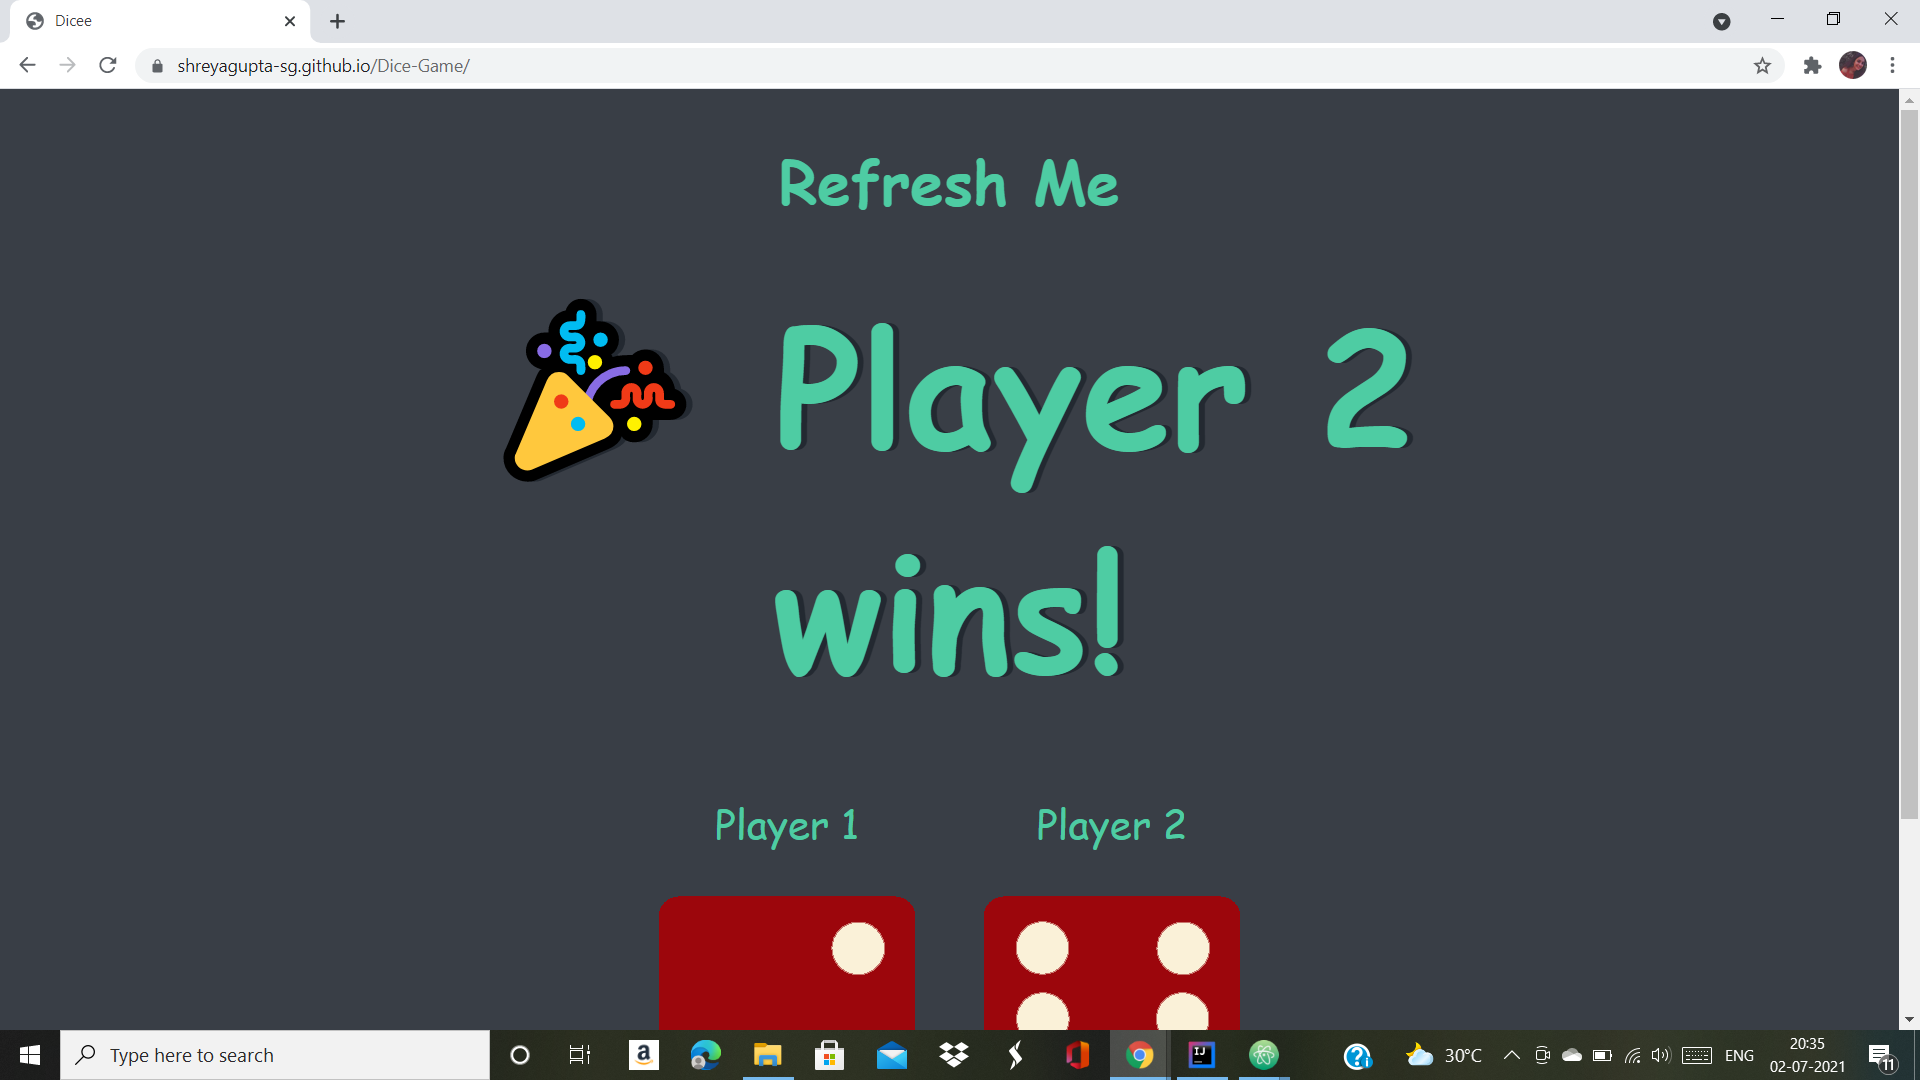 Dicee
shreyagupta-sg.github.io/Dice-Game/
Refresh Me
Player 2
wins!
Player 1 Player 2
Type here to search
a
IJ
30°C
ENG
20:35
02-07-2021
11